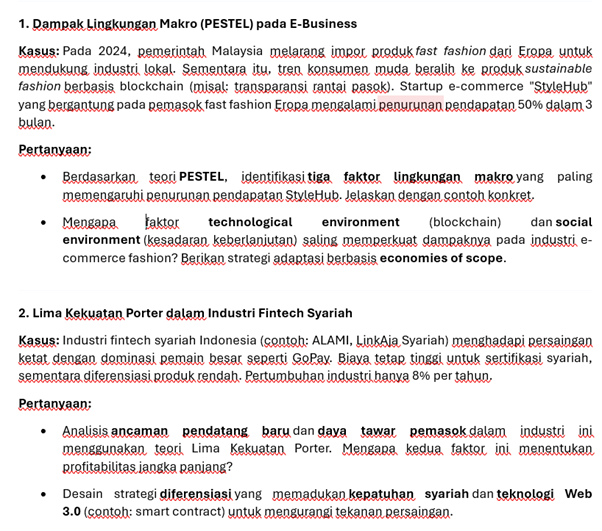 1. Dampak Lingkungan Makro (PESTEL) pada E-Business
Kasus: Pada 2024, pemerintah Malaysia melarang impor produk fast fashion dari Eropa untuk
mendukung industri lokal. Sementara itu, tren konsumen muda beralih ke produk sustainable
fashion berbasis blockchain (misal: transparansi rantai pasok). Startup e-commerce "StyleHub"
yang bergantung pada pemasok fast fashion Eropa mengalami penurunan pendapatan 50% dalam 3
bulan.
Pertanyaan:
• Berdasarkan teori PESTEL, identifikasi tiga faktor lingkungan makro yang paling
memengaruhi penurunan pendapatan StyleHub. Jelaskan dengan contoh konkret.
• Mengapa faktor technological environment (blockchain) dan social
environment (kesadaran keberlanjutan) saling memperkuat dampaknya pada industri e-
commerce fashion? Berikan strategi adaptasi berbasis economies of scope.
2. Lima Kekuatan Porter dalam Industri Fintech Syariah
Kasus: Industri fintech syariah Indonesia (contoh: ALAMI, LinkAja Syariah) menghadapi persaingan
ketat dengan dominasi pemain besar seperti GoPay. Biaya tetap tinggi untuk sertifikasi syariah,
sementara diferensiasi produk rendah. Pertumbuhan industri hanya 8% per tahun.
Pertanyaan:
• Analisis ancaman pendatang baru dan daya tawar pemasok dalam industri ini
menggunakan teori Lima Kekuatan Porter. Mengapa kedua faktor ini menentukan
profitabilitas jangka panjang?
• Desain strategi diferensiasi yang memadukan kepatuhan syariah dan teknologi Web
3.0 (contoh: smart contract) untuk mengurangi tekanan persaingan.